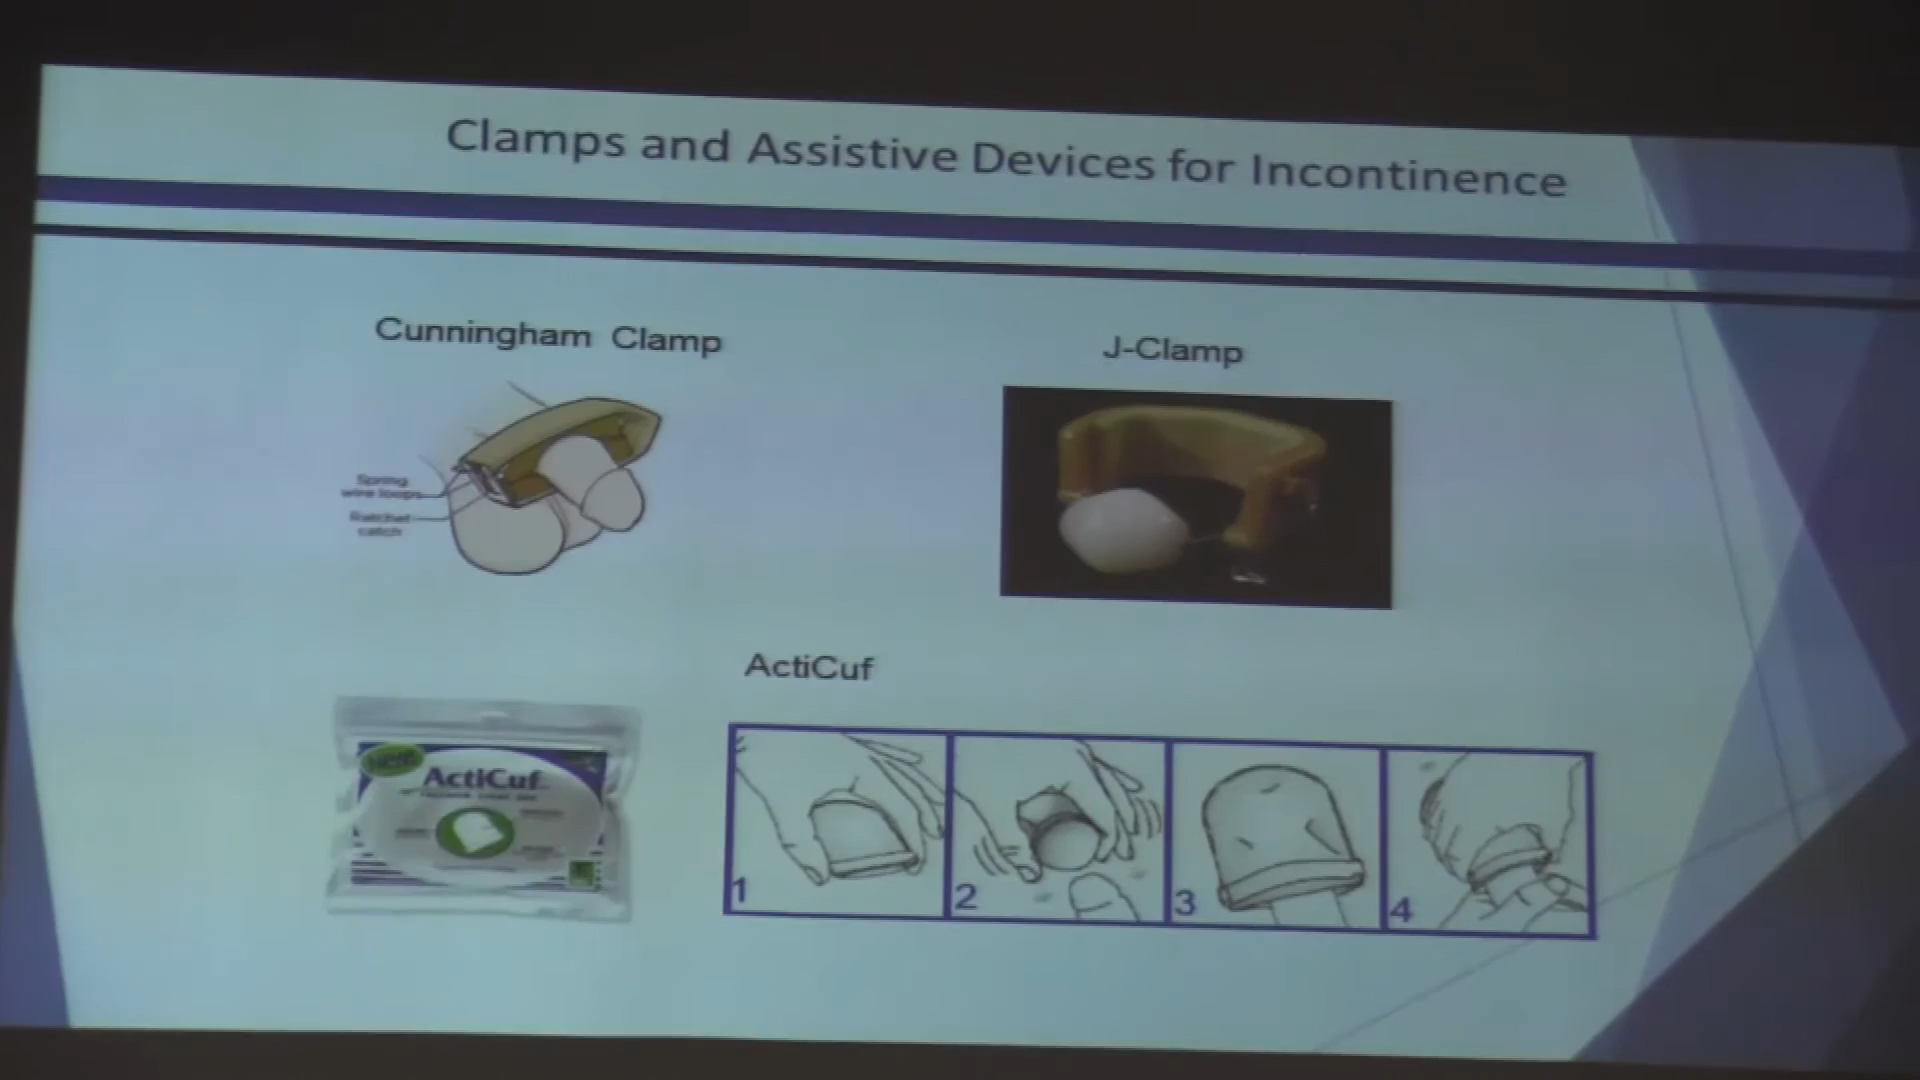 Clamps and Assistive Devices for Incontinence
Cunningham Clamp
J-Clamp
Spring
wire loops
Ratchet
catch
ActiCuf
NEW!
ActiCuf
1
2
3
4